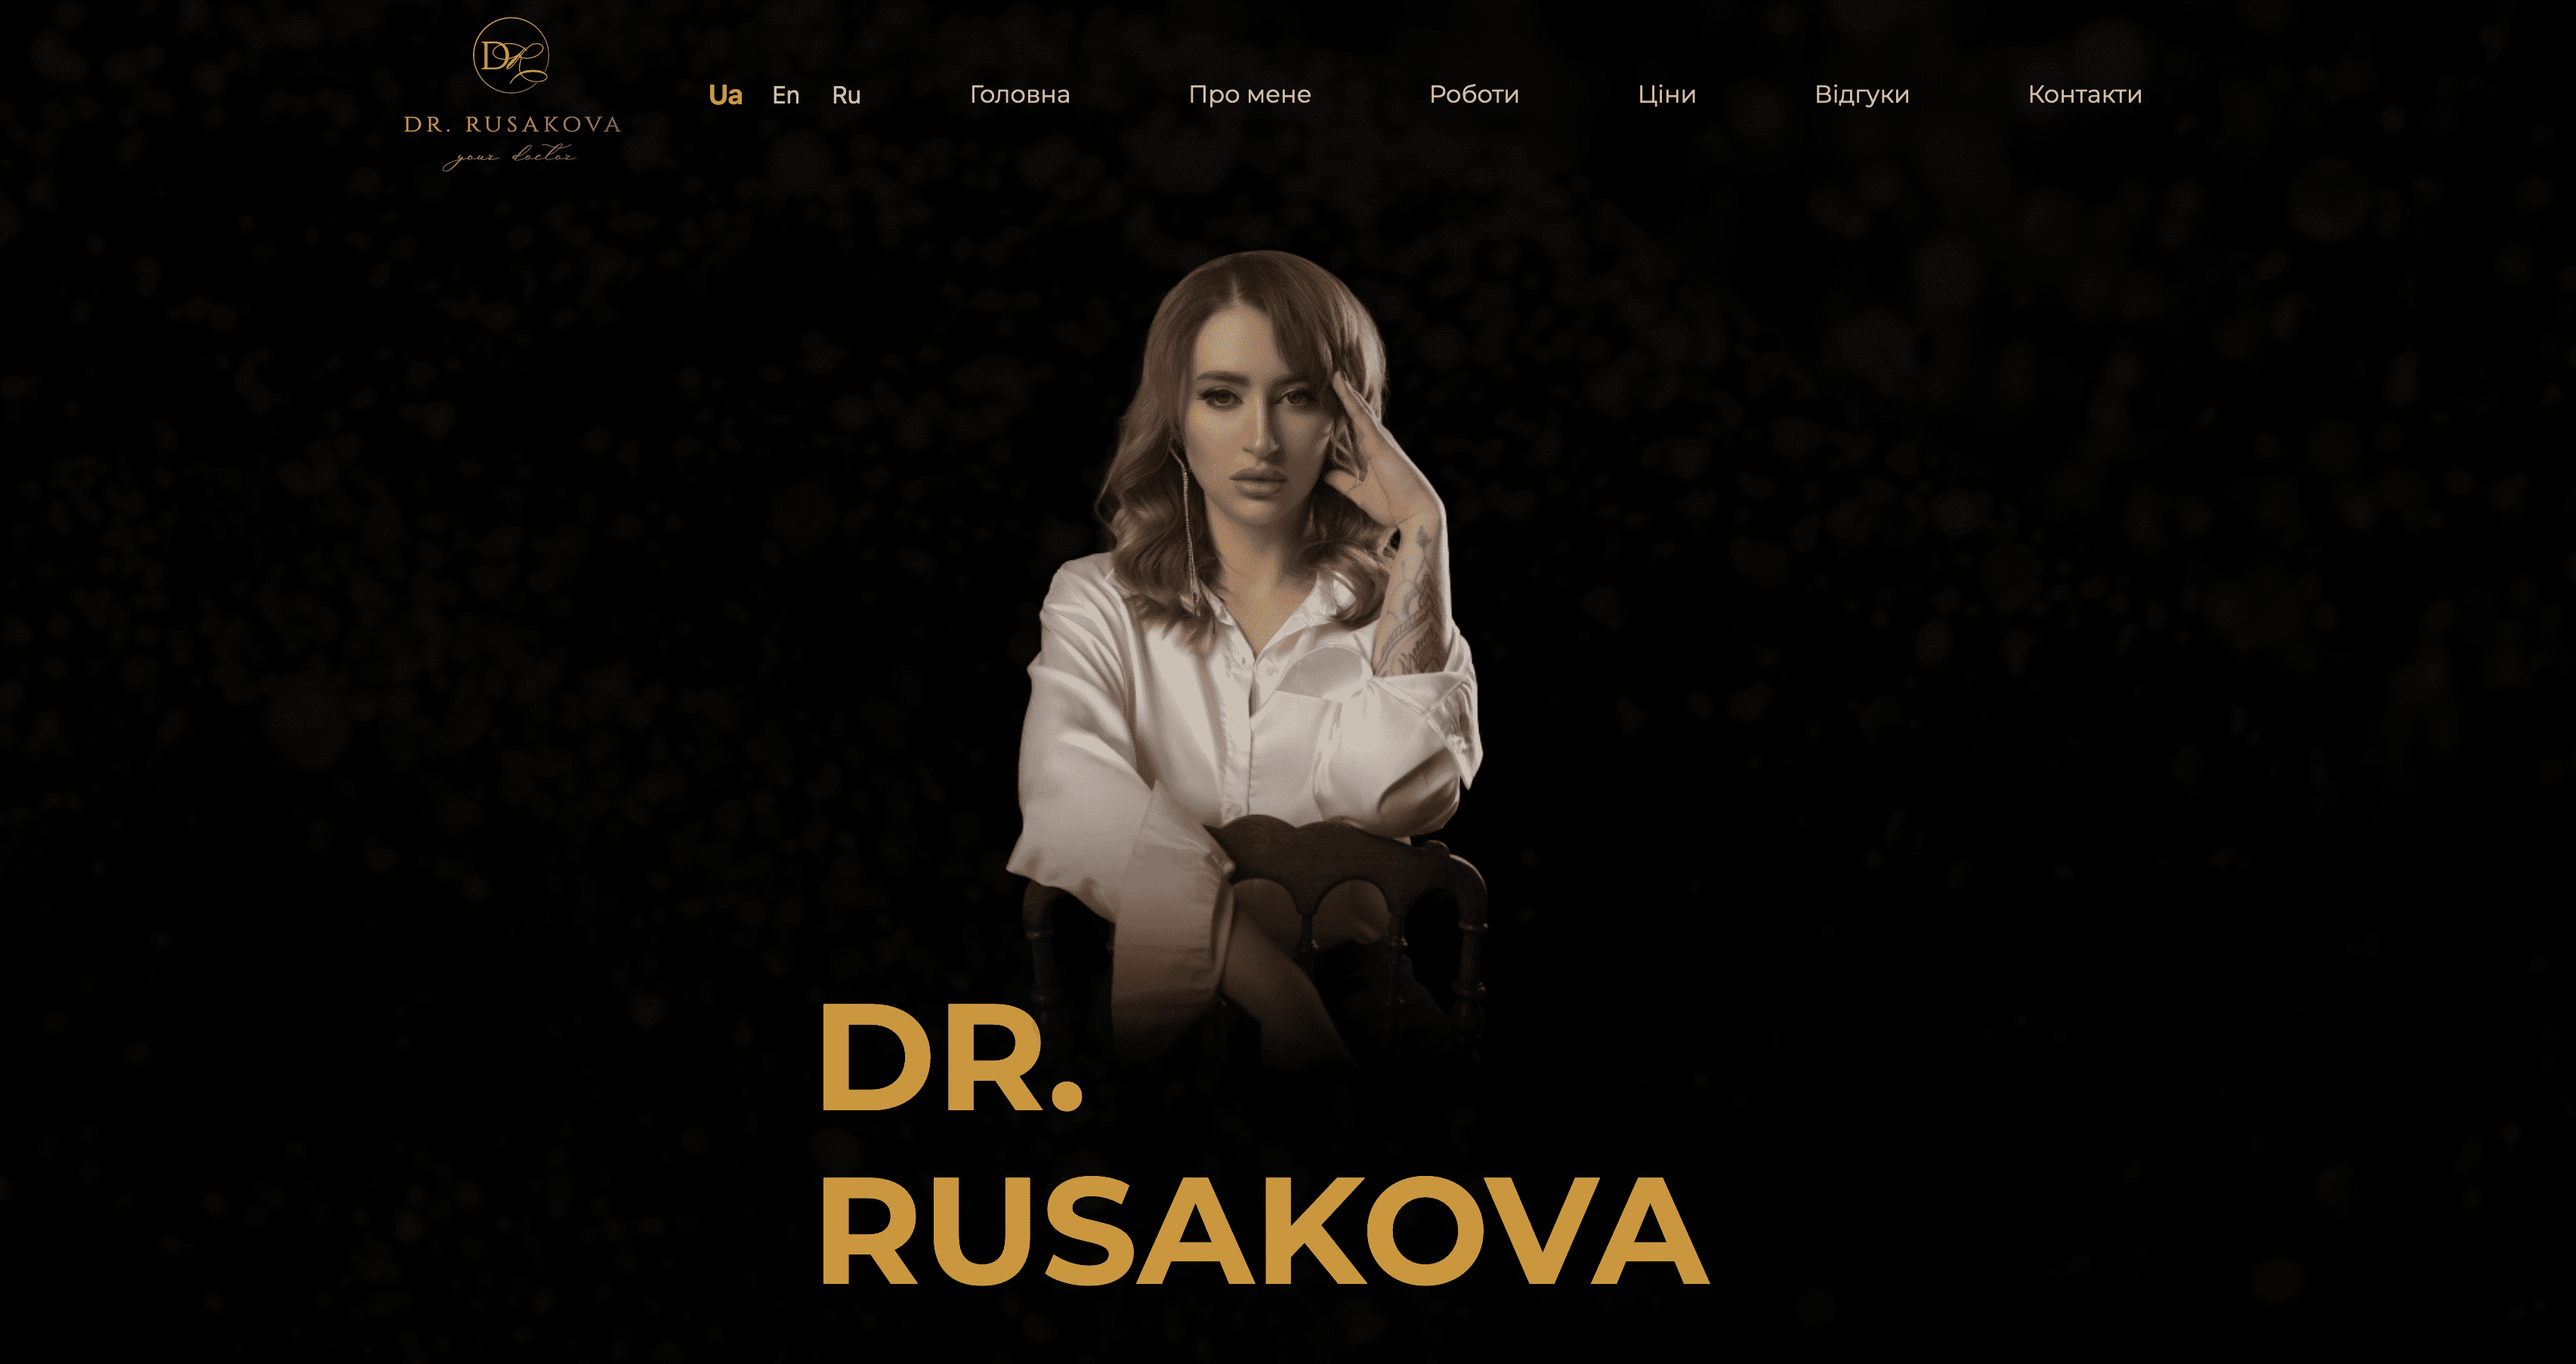 DR
DR. RUSAKOVA
your doctor
Ua En Ru Головна Про мене Роботи Ціни Відгуки Контакти
DR.
RUSAKOVA